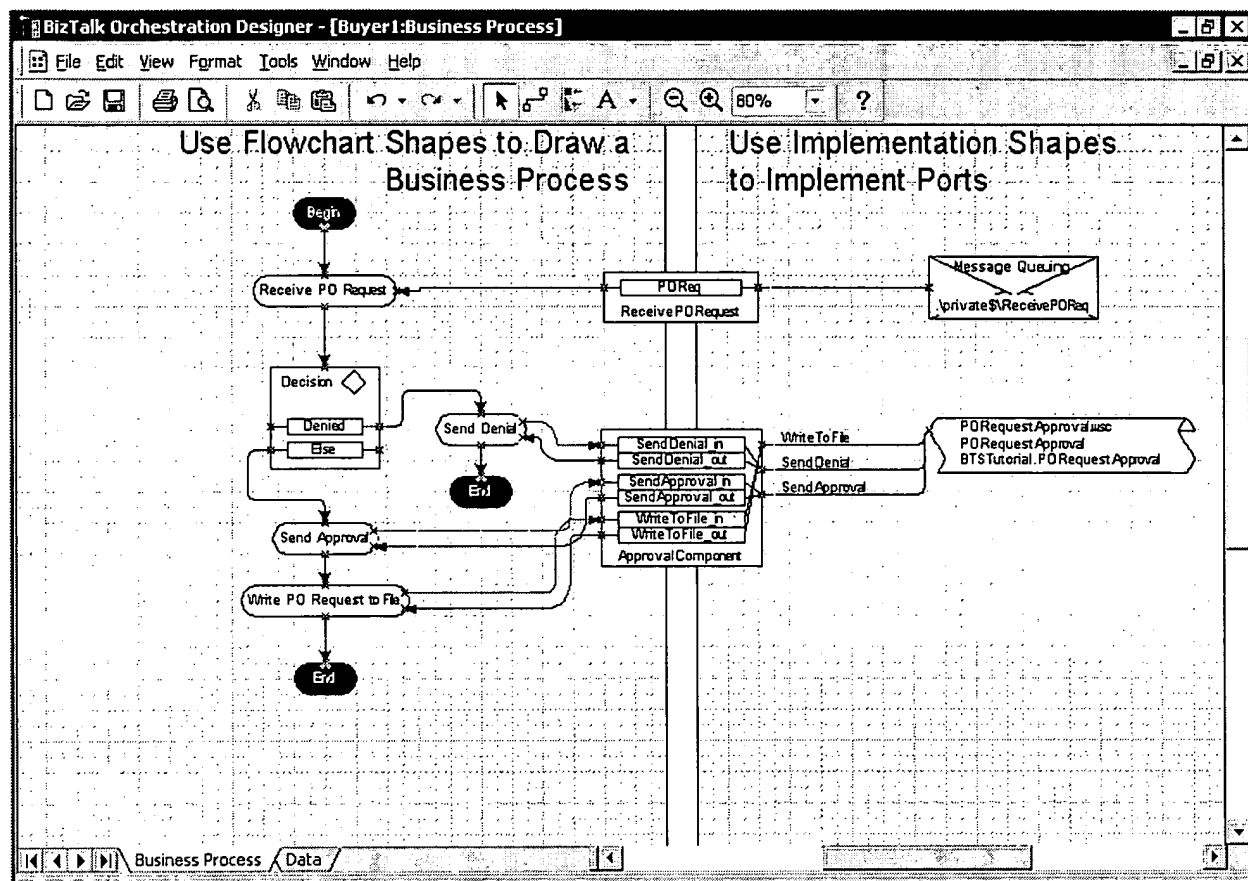 BizTalk Orchestration Designer - [Buyer1:Business Process]
File Edit View Format Tools Window Help
80%
?
Use Flowchart Shapes to Draw a
Business Process
Use Implementation Shapes
to Implement Ports
Begin
Receive PO Request
POReq
ReceivePORequest
Message Queuing
.\private$\ReceivePOReq
Decision
Denied
Else
Send Denial
End
SendDenial_in
SendDenial_out
SendApproval_in
SendApproval_out
WriteToFile_in
WriteToFile_out
ApprovalComponent
WriteToFile
SendDenial
SendApproval
PORequestApproval.wsc
PORequestApproval
BTSTutorial.PORequestApproval
Send Approval
Write PO Request to File
End
Business Process
Data